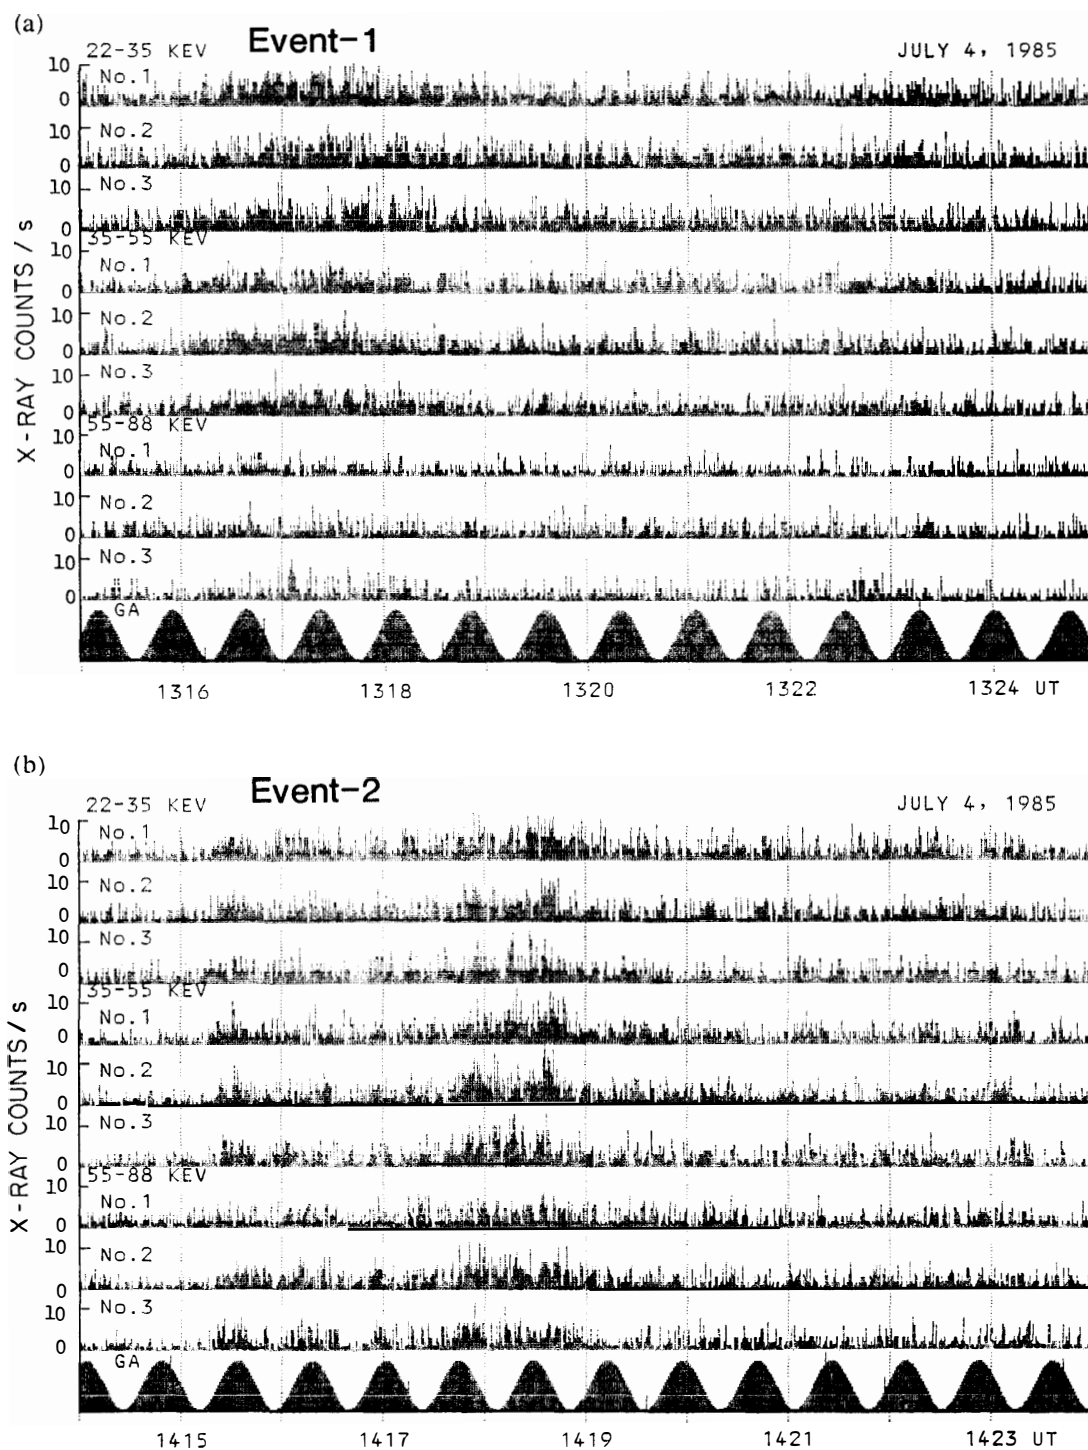 (a)
Event-1
22-35 KEV
JULY 4, 1985
10
No.1
0
10
No.2
0
10
No.3
0
35-55 KEV
10
No.1
0
10
No.2
0
10
No.3
0
55-88 KEV
10
No.1
0
10
No.2
0
10
No.3
0
GA
X-RAY COUNTS/s
1316 1318 1320 1322 1324 UT
(b)
Event-2
22-35 KEV
JULY 4, 1985
10
No.1
0
10
No.2
0
10
No.3
0
35-55 KEV
10
No.1
0
10
No.2
0
10
No.3
0
55-88 KEV
10
No.1
0
10
No.2
0
10
No.3
0
GA
X-RAY COUNTS/s
1415 1417 1419 1421 1423 UT